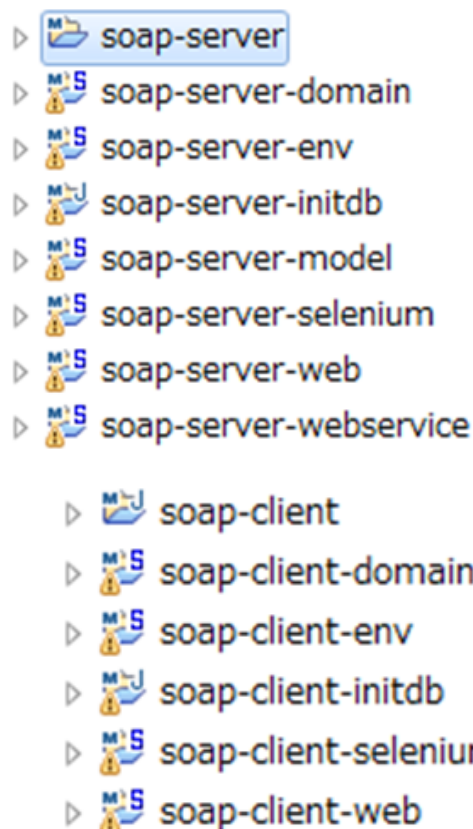 soap-server
soap-server-domain
soap-server-env
soap-server-initdb
soap-server-model
soap-server-selenium
soap-server-web
soap-server-webservice
soap-client
soap-client-domain
soap-client-env
soap-client-initdb
soap-client-seleniu
soap-client-web